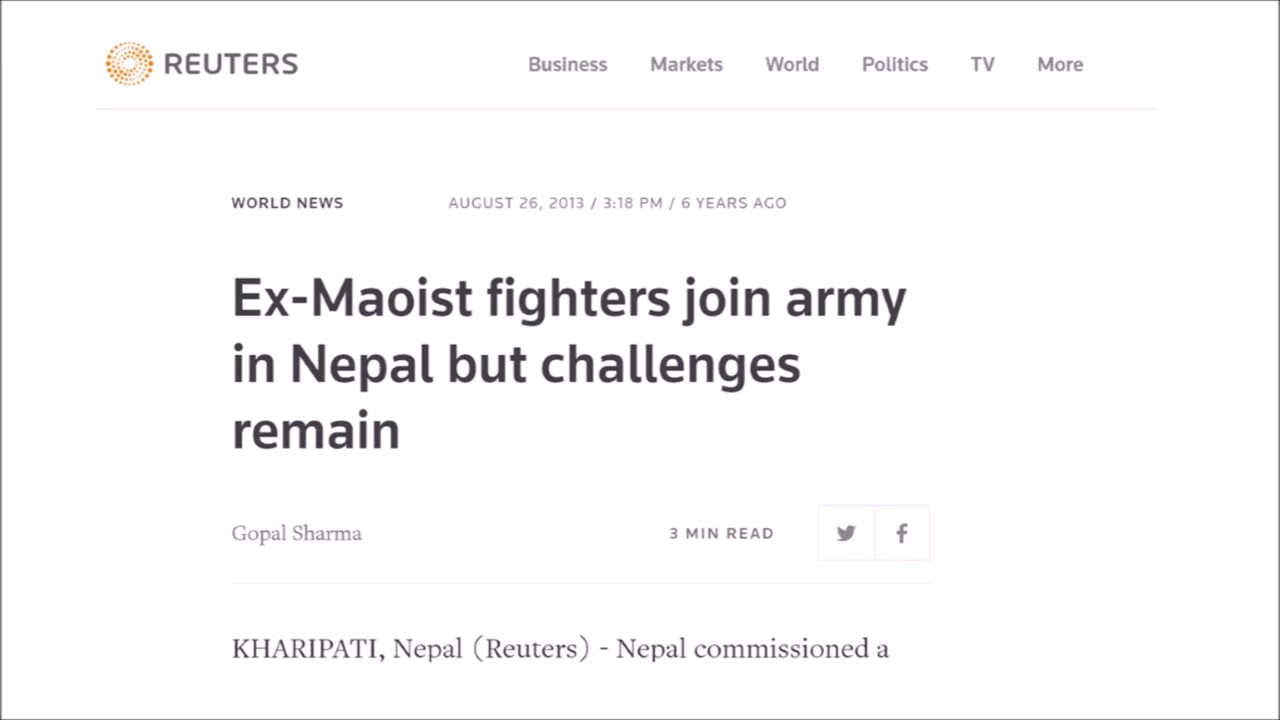 REUTERS
Business Markets World Politics TV More
WORLD NEWS AUGUST 26, 2013 / 3:18 PM / 6 YEARS AGO
Ex-Maoist fighters join army
in Nepal but challenges
remain
Gopal Sharma 3 MIN READ
KHARIPATI, Nepal (Reuters) - Nepal commissioned a